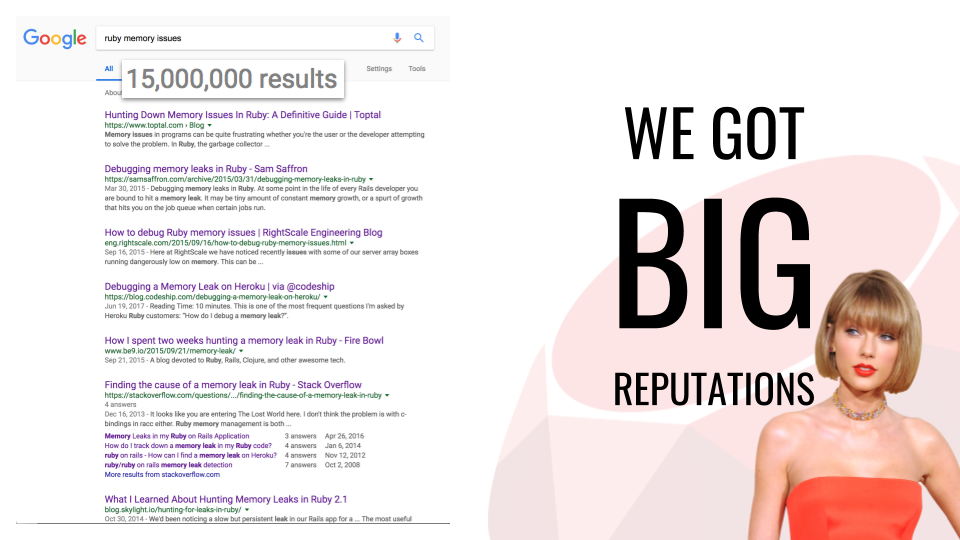 Google
ruby memory issues
All
Settings
Tools
15,000,000 results
Abou
Hunting Down Memory Issues In Ruby: A Definitive Guide | Toptal
https://www.toptal.com › Blog ▾
Memory issues in programs can be quite frustrating whether you're the user or the developer attempting
to solve the problem. In Ruby, the garbage collector ...
Debugging memory leaks in Ruby - Sam Saffron
https://samsaffron.com/archive/2015/03/31/debugging-memory-leaks-in-ruby ▾
Mar 30, 2015 - Debugging memory leaks in Ruby. At some point in the life of every Rails developer you
are bound to hit a memory leak. It may be tiny amount of constant memory growth, or a spurt of growth
that hits you on the job queue when certain jobs run.
How to debug Ruby memory issues | RightScale Engineering Blog
eng.rightscale.com/2015/09/16/how-to-debug-ruby-memory-issues.html ▾
Sep 16, 2015 - Here at RightScale we have noticed recently issues with some of our server array boxes
running dangerously low on memory. This can be ...
Debugging a Memory Leak on Heroku | via @codeship
https://blog.codeship.com/debugging-a-memory-leak-on-heroku/ ▾
Jun 19, 2017 - Reading Time: 10 minutes. This is one of the most frequent questions I'm asked by
Heroku Ruby customers: "How do I debug a memory leak?".
How I spent two weeks hunting a memory leak in Ruby - Fire Bowl
www.be9.io/2015/09/21/memory-leak/ ▾
Sep 21, 2015 - A blog devoted to Ruby, Rails, Clojure, and other awesome tech.
Finding the cause of a memory leak in Ruby - Stack Overflow
https://stackoverflow.com/questions/.../finding-the-cause-of-a-memory-leak-in-ruby ▾
4 answers
Dec 16, 2013 - It looks like you are entering The Lost World here. I don't think the problem is with c-
bindings in racc either. Ruby memory management is both ...
Memory Leaks in my Ruby on Rails Application 3 answers Apr 26, 2016
How do I track down a memory leak in my Ruby code? 4 answers Jan 6, 2014
ruby on rails - How can I find a memory leak on Heroku? 4 answers Nov 12, 2012
ruby/ruby on rails memory leak detection 7 answers Oct 2, 2008
More results from stackoverflow.com
What I Learned About Hunting Memory Leaks in Ruby 2.1
blog.skylight.io/hunting-for-leaks-in-ruby/ ▾
Oct 30, 2014 - We'd been noticing a slow but persistent leak in our Rails app for a ... The most useful
WE GOT
BIG
REPUTATIONS